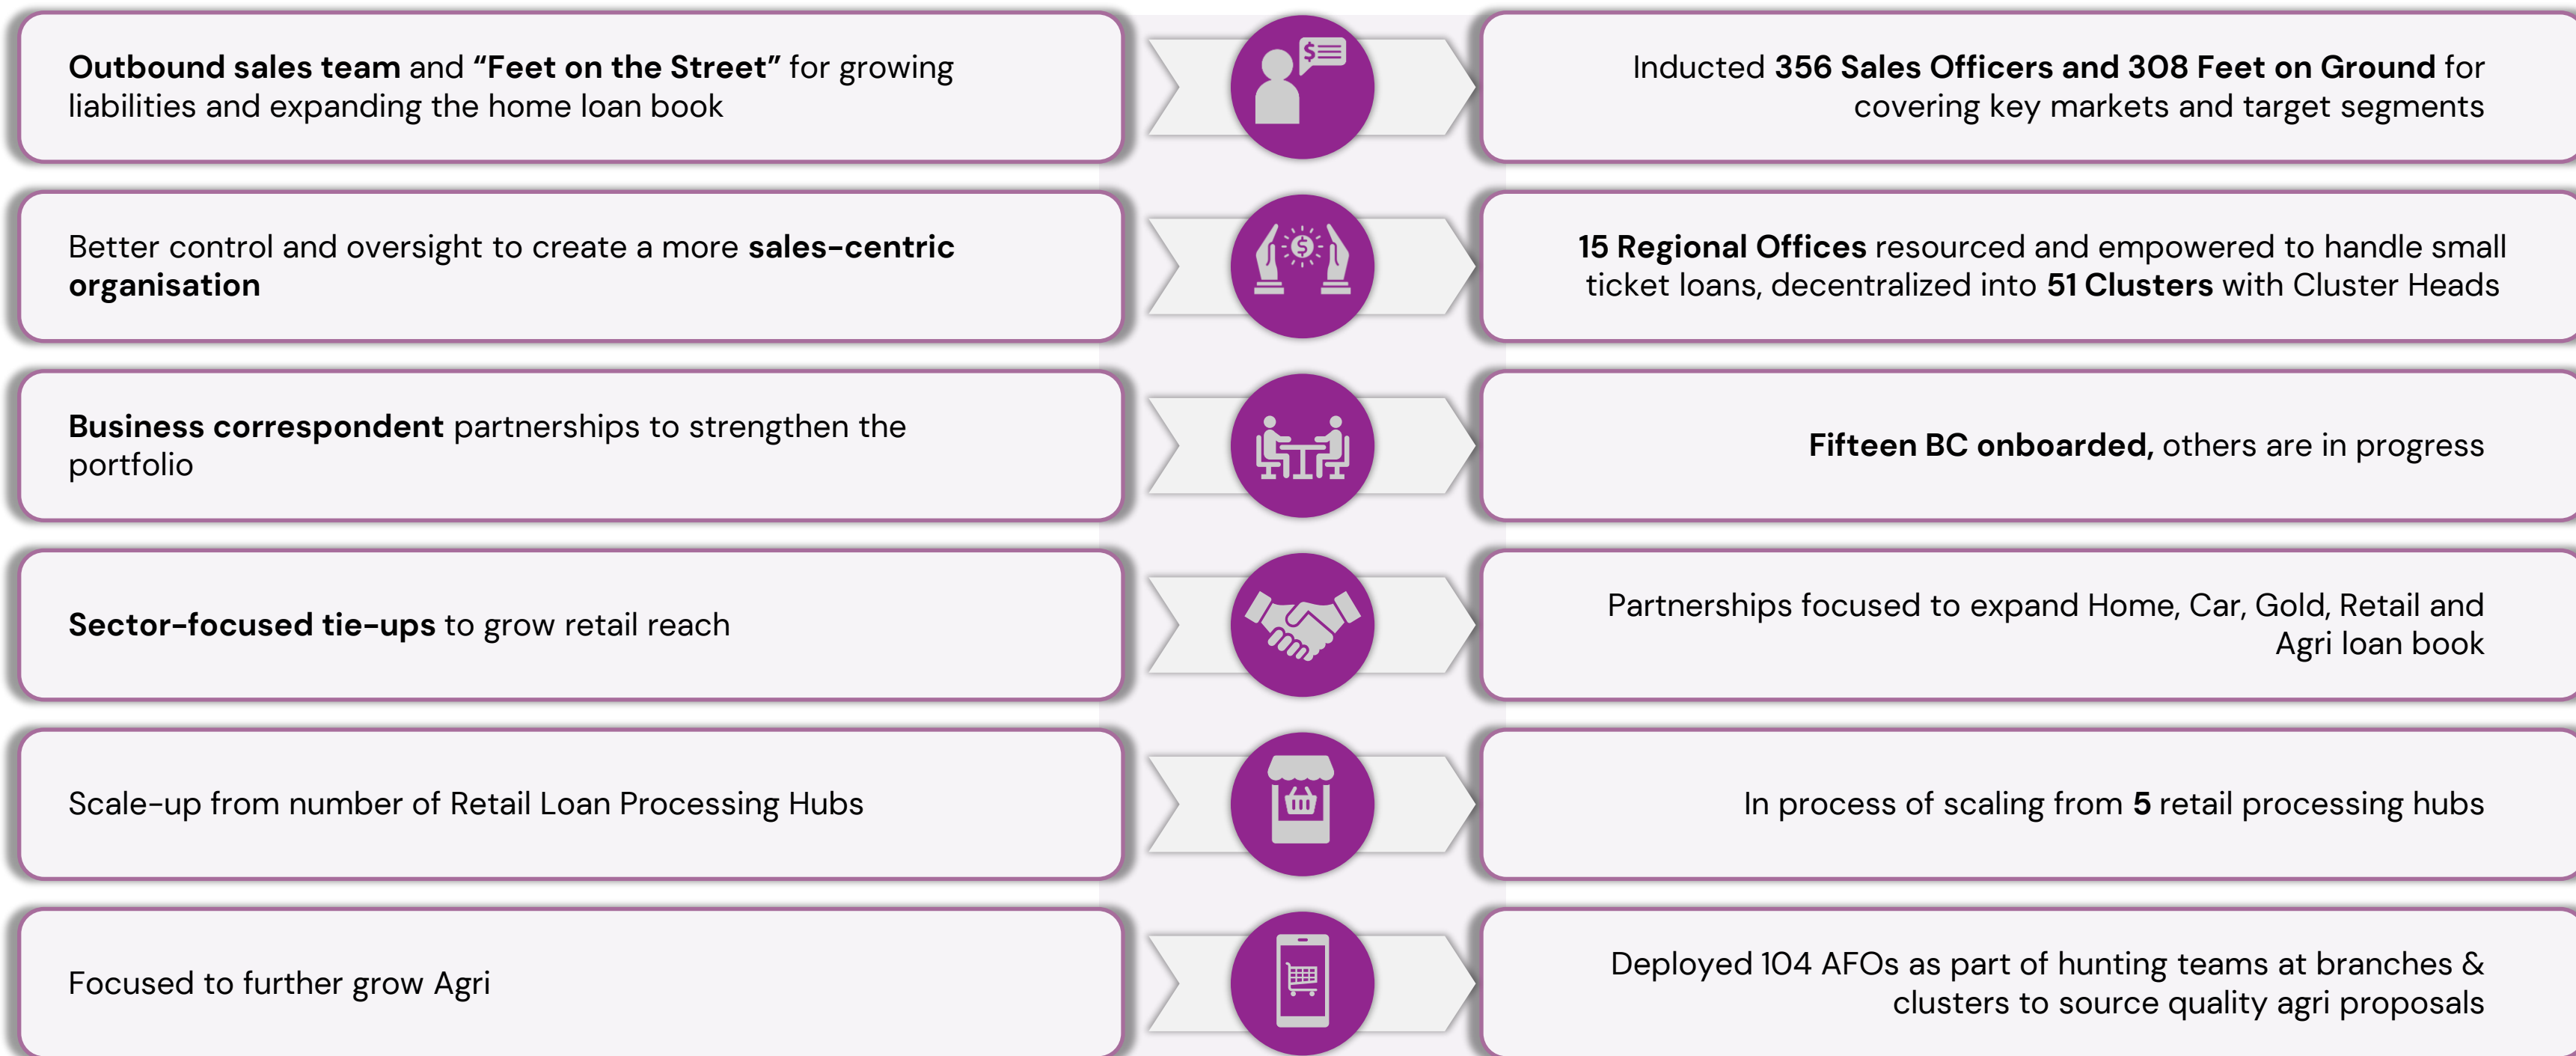 Outbound sales team and “Feet on the Street” for growing
liabilities and expanding the home loan book
Inducted 356 Sales Officers and 308 Feet on Ground for
covering key markets and target segments
Better control and oversight to create a more sales-centric
organisation
15 Regional Offices resourced and empowered to handle small
ticket loans, decentralized into 51 Clusters with Cluster Heads
Business correspondent partnerships to strengthen the
portfolio
Fifteen BC onboarded, others are in progress
Sector-focused tie-ups to grow retail reach
Partnerships focused to expand Home, Car, Gold, Retail and
Agri loan book
Scale-up from number of Retail Loan Processing Hubs
In process of scaling from 5 retail processing hubs
Focused to further grow Agri
Deployed 104 AFOs as part of hunting teams at branches &
clusters to source quality agri proposals